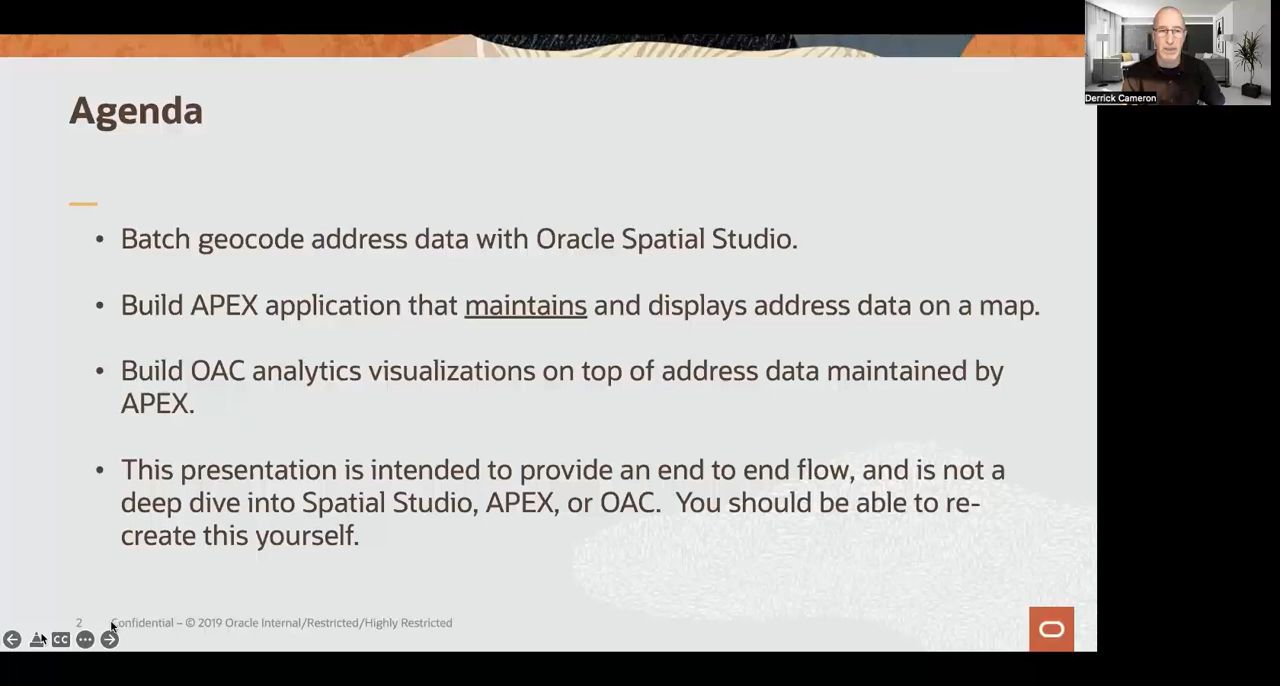 Derrick Cameron
Agenda
• Batch geocode address data with Oracle Spatial Studio.
• Build APEX application that maintains and displays address data on a map.
• Build OAC analytics visualizations on top of address data maintained by
APEX.
• This presentation is intended to provide an end to end flow, and is not a
deep dive into Spatial Studio, APEX, or OAC.  You should be able to re-
create this yourself.
2 Confidential – © 2019 Oracle Internal/Restricted/Highly Restricted
CC